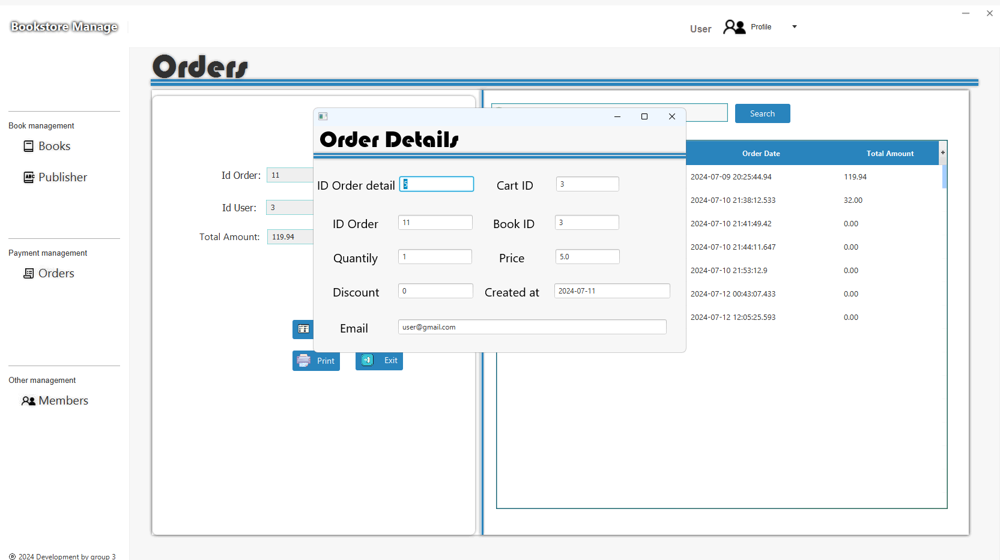 Bookstore Manage
User
Profile
Orders
Book management
Books
Publisher
Payment management
Orders
Other management
Members
® 2024 Development by group 3
Id Order:
11
Id User:
3
Total Amount:
119.94
Print
Exit
Search
Order Date
Total Amount
+
2024-07-09 20:25:44.94
119.94
2024-07-10 21:38:12.533
32.00
2024-07-10 21:41:49.42
0.00
2024-07-10 21:44:11.647
0.00
2024-07-10 21:53:12.9
0.00
2024-07-12 00:43:07.433
0.00
2024-07-12 12:05:25.593
0.00
Order Details
ID Order detail
5
Cart ID
3
ID Order
11
Book ID
3
Quantily
1
Price
5.0
Discount
0
Created at
2024-07-11
Email
user@gmail.com